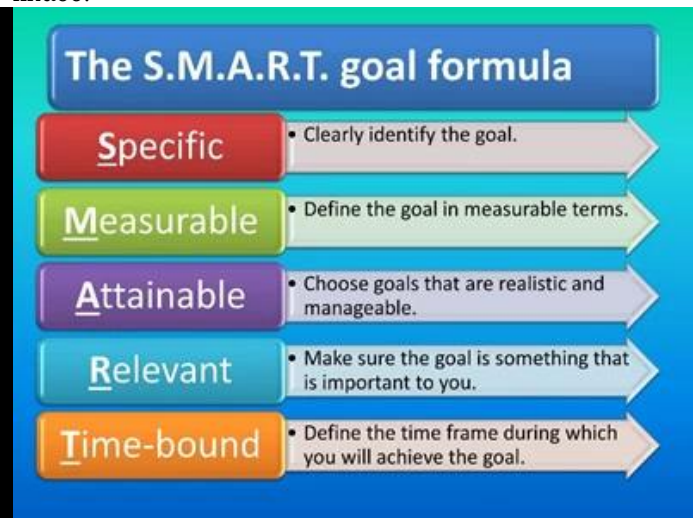 The S.M.A.R.T. goal formula
Specific
• Clearly identify the goal.
Measurable
• Define the goal in measurable terms.
Attainable
• Choose goals that are realistic and
manageable.
Relevant
• Make sure the goal is something that
is important to you.
Time-bound
• Define the time frame during which
you will achieve the goal.